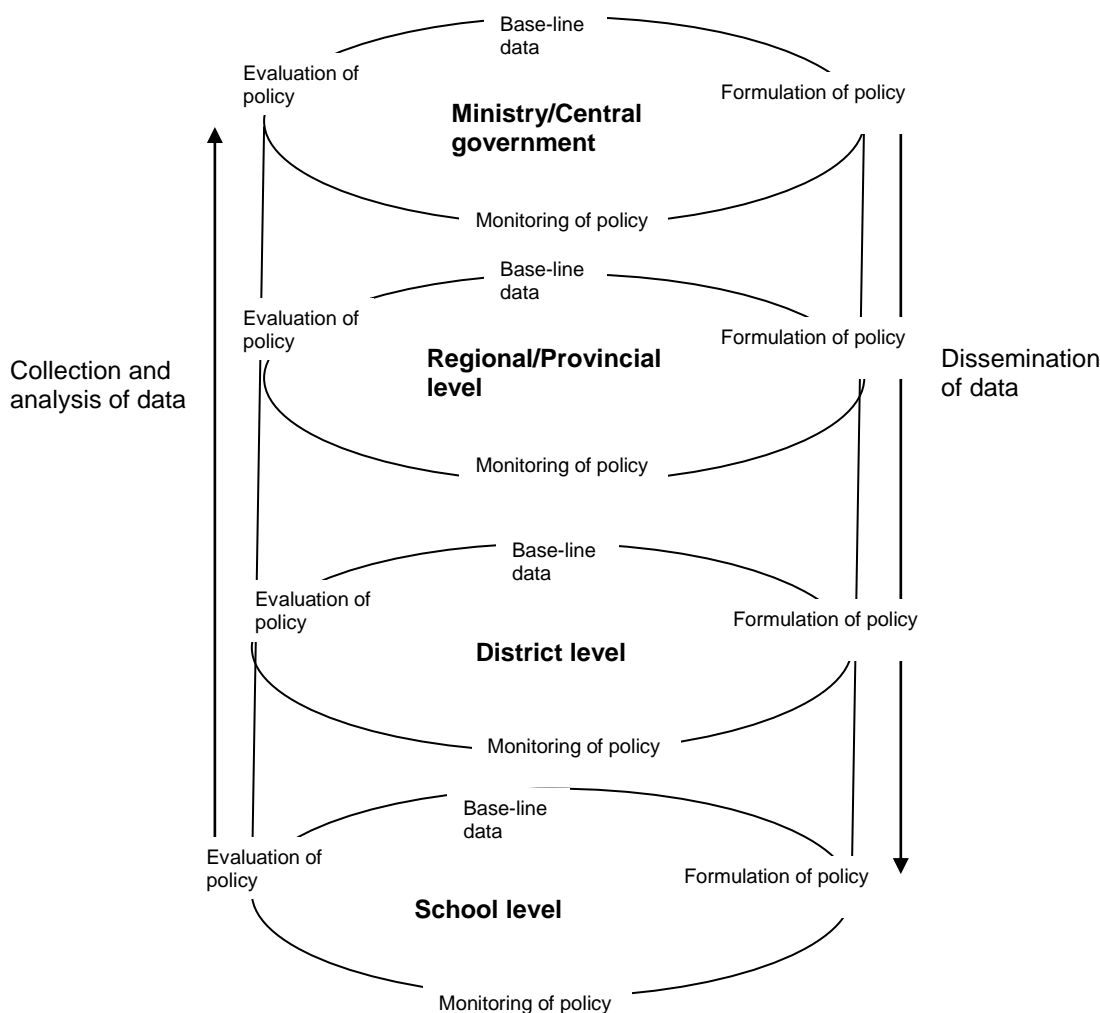 Base-line
data
Evaluation of
policy
Formulation of policy
Ministry/Central
government
Monitoring of policy
Base-line
data
Evaluation of
policy
Formulation of policy
Regional/Provincial
level
Collection and
analysis of data
Dissemination
of data
Monitoring of policy
Base-line
data
Evaluation of
policy
Formulation of policy
District level
Monitoring of policy
Base-line
data
Evaluation of
policy
Formulation of policy
School level
Monitoring of policy